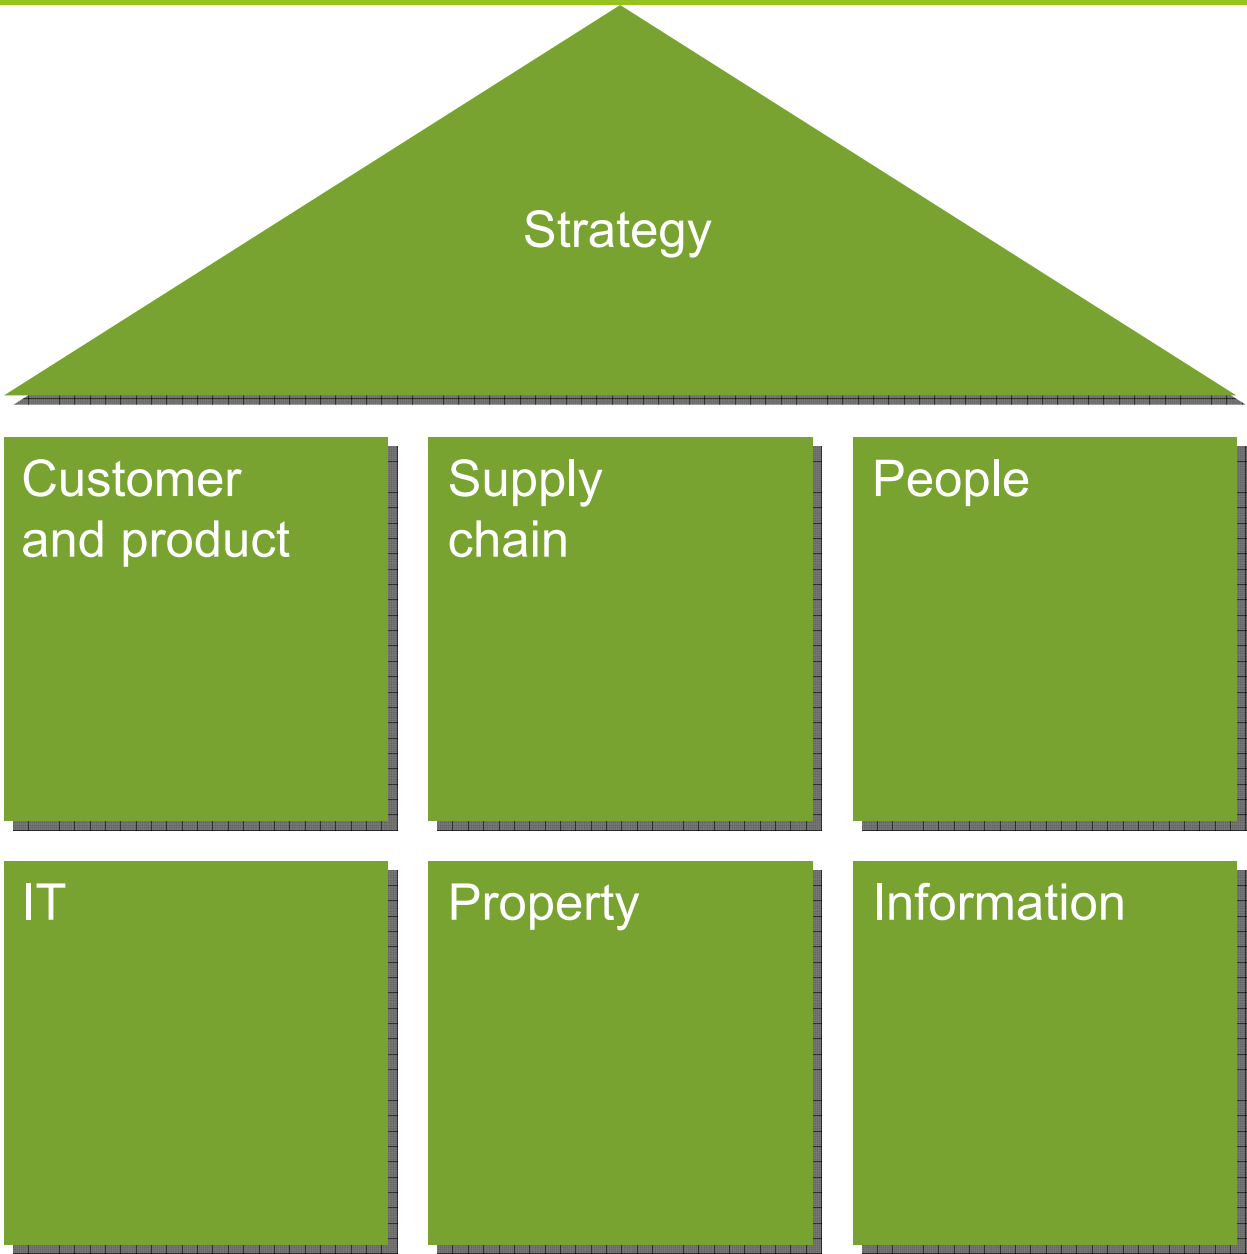 Strategy
Customer
and product
Supply
chain
People
IT
Property
Information